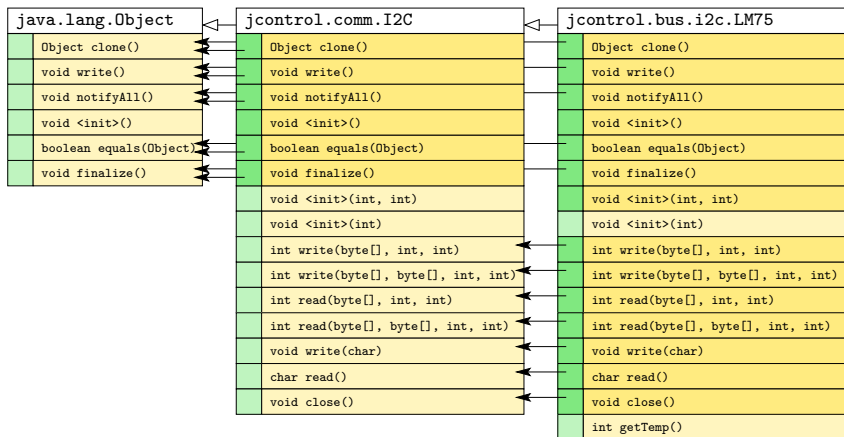 java.lang.Object
Object clone()
void write()
void notifyAll()
void <init>()
boolean equals(Object)
void finalize()
jcontrol.comm.I2C
Object clone()
void write()
void notifyAll()
void <init>()
boolean equals(Object)
void finalize()
void <init>(int, int)
void <init>(int)
int write(byte[], int, int)
int write(byte[], byte[], int, int)
int read(byte[], int, int)
int read(byte[], byte[], int, int)
void write(char)
char read()
void close()
jcontrol.bus.i2c.LM75
Object clone()
void write()
void notifyAll()
void <init>()
boolean equals(Object)
void finalize()
void <init>(int, int)
void <init>(int)
int write(byte[], int, int)
int write(byte[], byte[], int, int)
int read(byte[], int, int)
int read(byte[], byte[], int, int)
void write(char)
char read()
void close()
int getTemp()